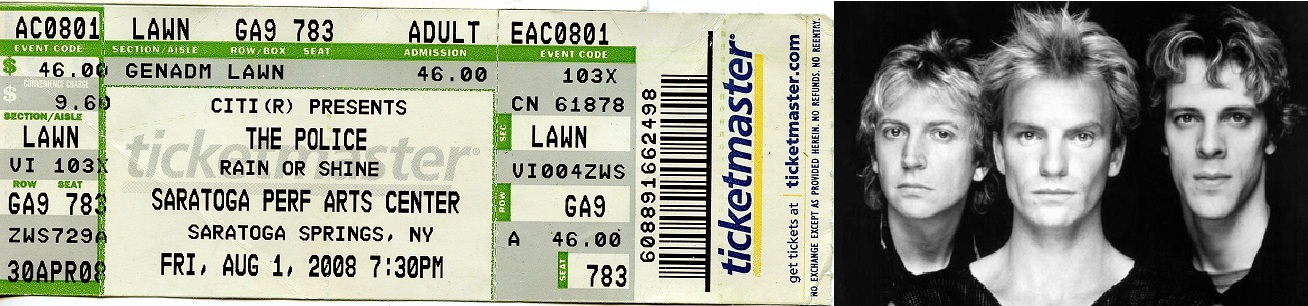 AC0801 LAWN GA9 783 ADULT EAC0801
EVENT CODE SECTION/AISLE ROW/BOX SEAT ADMISSION EVENT CODE
$ 46.00 GENADM LAWN 46.00 103X
$ CONVENIENCE CHARGE
9.60
CITI(R) PRESENTS
CN 61878
SECTION/AISLE
LAWN
THE POLICE
SEC
LAWN
VI 103X
ticketmaster®
RAIN OR SHINE
VI004ZWS
ROW SEAT
GA9 783
SARATOGA PERF ARTS CENTER
ROW
GA9
ZWS729A
SARATOGA SPRINGS, NY
A 46.00
30APR08
FRI, AUG 1, 2008 7:30PM
SEAT
783
608891662498
ticketmaster®
get tickets at ticketmaster.com
NO EXCHANGE EXCEPT AS PROVIDED HEREIN. NO REFUNDS. NO REENTRY.